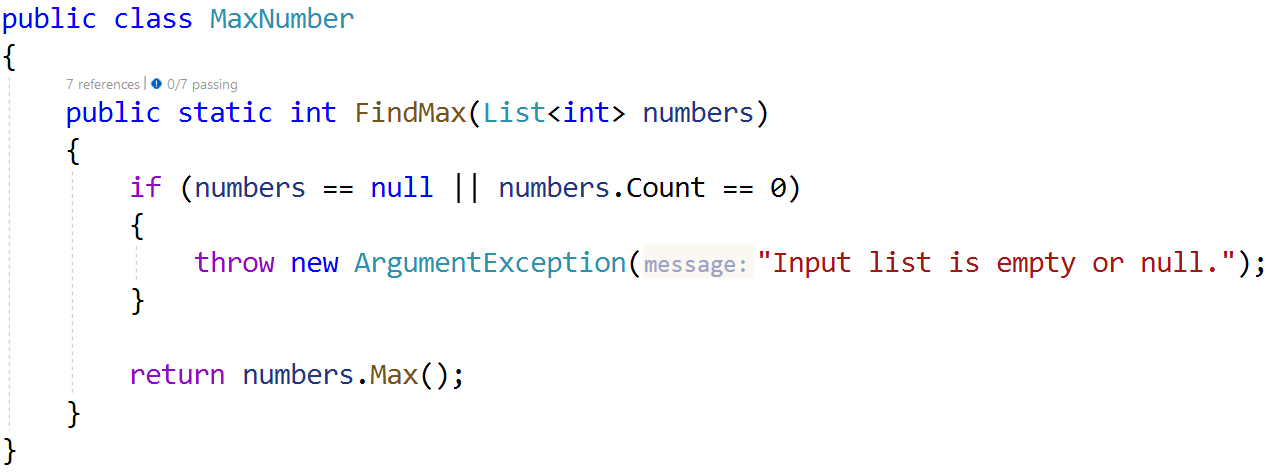 public class MaxNumber
{
7 references | 0/7 passing
public static int FindMax(List<int> numbers)
{
if (numbers == null || numbers.Count == 0)
{
throw new ArgumentException(message: "Input list is empty or null.");
}
return numbers.Max();
}
}